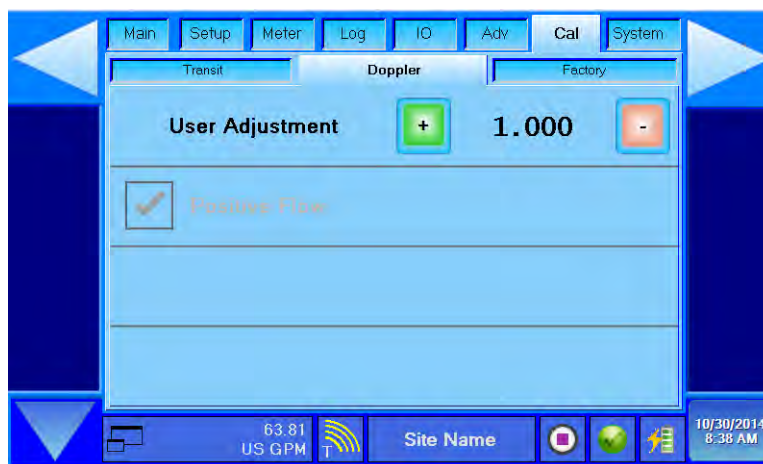 Main Setup Meter Log IO Adv Cal System
Transit Doppler Factory
User Adjustment + 1.000 -
Positive Flow
63.81
US GPM T Site Name
10/30/2014
8:38 AM